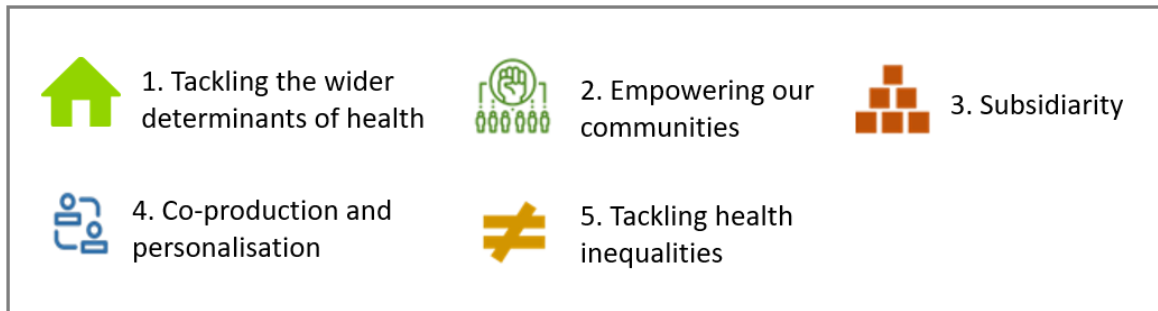 1. Tackling the wider
determinants of health
2. Empowering our
communities
3. Subsidiarity
4. Co-production and
personalisation
5. Tackling health
inequalities